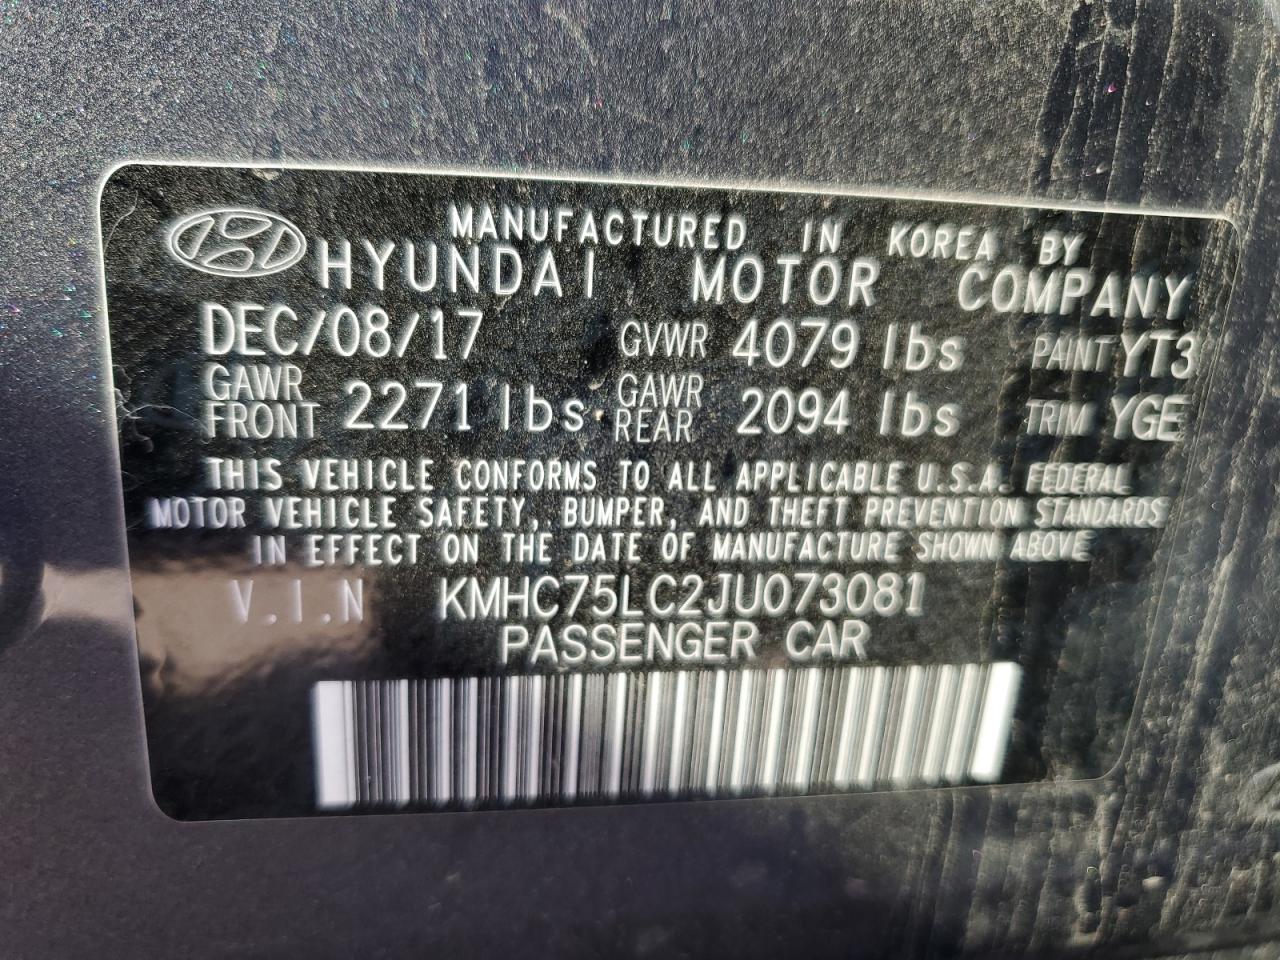 MANUFACTURED IN KOREA BY
HYUNDAI MOTOR COMPANY
DEC/08/17 GVWR 4079 lbs PAINT YT3
GAWR FRONT 2271 lbs GAWR REAR 2094 lbs TRIM YGE
THIS VEHICLE CONFORMS TO ALL APPLICABLE U.S.A. FEDERAL
MOTOR VEHICLE SAFETY, BUMPER, AND THEFT PREVENTION STANDARDS
IN EFFECT ON THE DATE OF MANUFACTURE SHOWN ABOVE
V.I.N KMHC75LC2JU073081
PASSENGER CAR